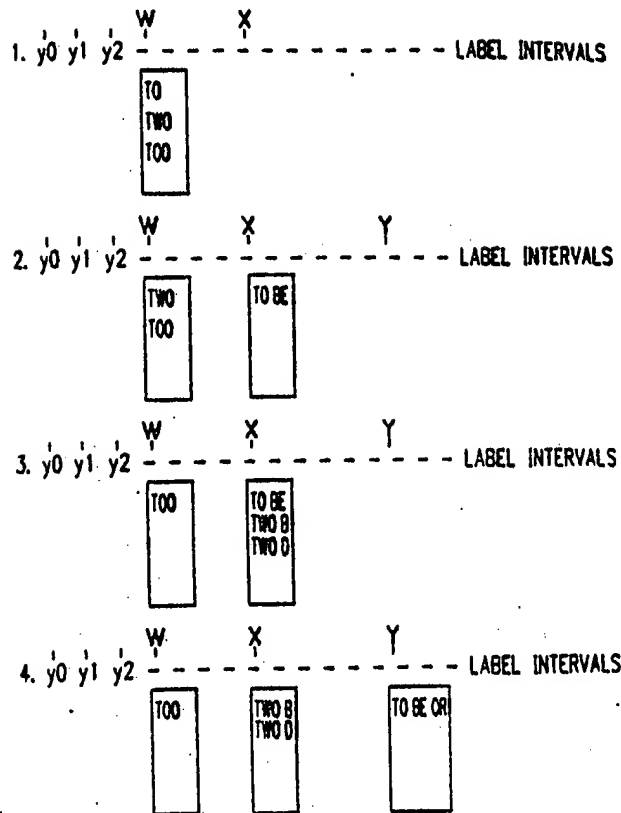 W X
1. y0 y1 y2 - - - - - - - - - - - - LABEL INTERVALS
TO
TWO
TOO
W X Y
2. y0 y1 y2 - - - - - - - - - - - - LABEL INTERVALS
TWO TO BE
TOO
W X Y
3. y0 y1 y2 - - - - - - - - - - - - LABEL INTERVALS
TOO TO BE
TWO B
TWO D
W X Y
4. y0 y1 y2 - - - - - - - - - - - - LABEL INTERVALS
TOO TWO B TO BE OR
TWO D